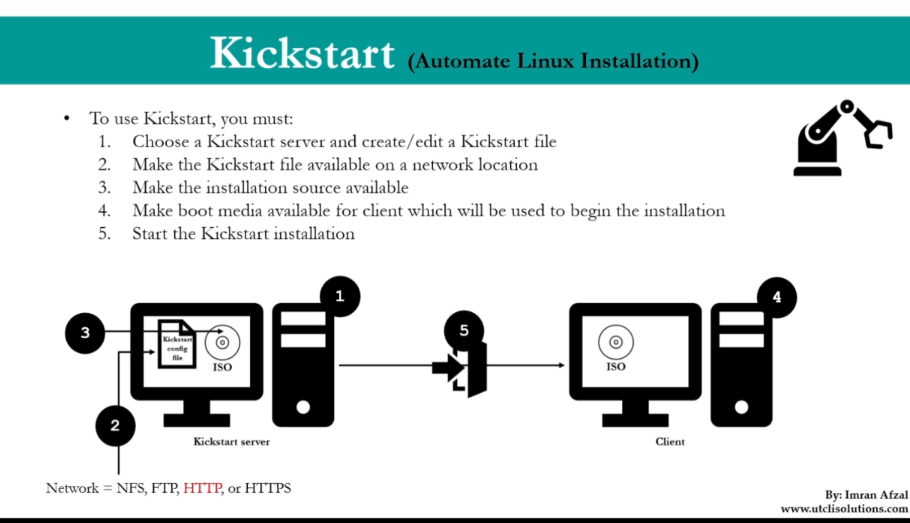 Kickstart (Automate Linux Installation)
• To use Kickstart, you must:
1. Choose a Kickstart server and create/edit a Kickstart file
2. Make the Kickstart file available on a network location
3. Make the installation source available
4. Make boot media available for client which will be used to begin the installation
5. Start the Kickstart installation
1
4
3
5
Kickstart
config
file
ISO
ISO
2
Kickstart server
Client
Network = NFS, FTP, HTTP, or HTTPS
By: Imran Afzal
www.utclisolutions.com